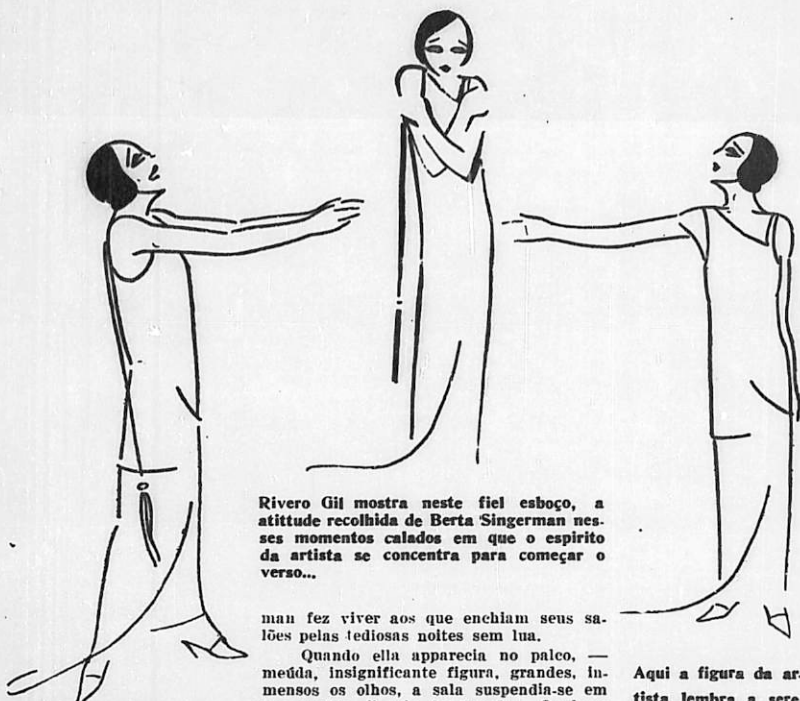 Rivero Gil mostra neste fiel esboço, a
attitude recolhida de Berta Singerman nes-
ses momentos calados em que o espirito
da artista se concentra para começar o
verso...
man fez viver aos que enchiam seus sa-
lões pelas tediosas noites sem lua.
Quando ella apparecia no palco, —
meúda, insignificante figura, grandes, in-
mensos os olhos, a sala suspendia-se em
Aqui a figura da ar-
tista lembra a sere-